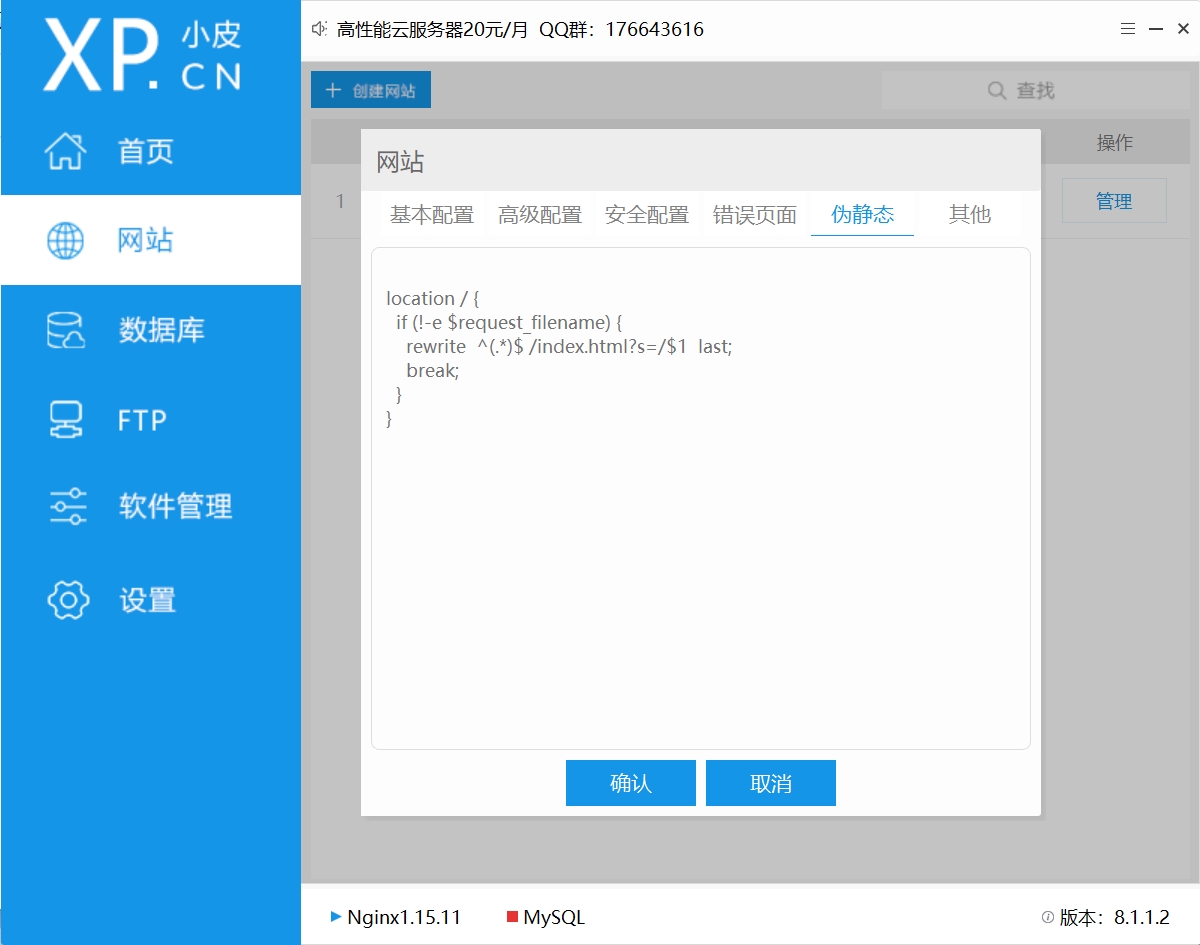 XP.小皮
CN
首页
网站
数据库
FTP
软件管理
设置
高性能云服务器20元/月 QQ群：176643616
创建网站
查找
操作
1
管理
网站
基本配置 高级配置 安全配置 错误页面 伪静态 其他
location / {
if (!-e $request_filename) {
rewrite ^(.*)$ /index.html?s=/$1 last;
break;
}
}
确认 取消
Nginx1.15.11 MySQL 版本：8.1.1.2